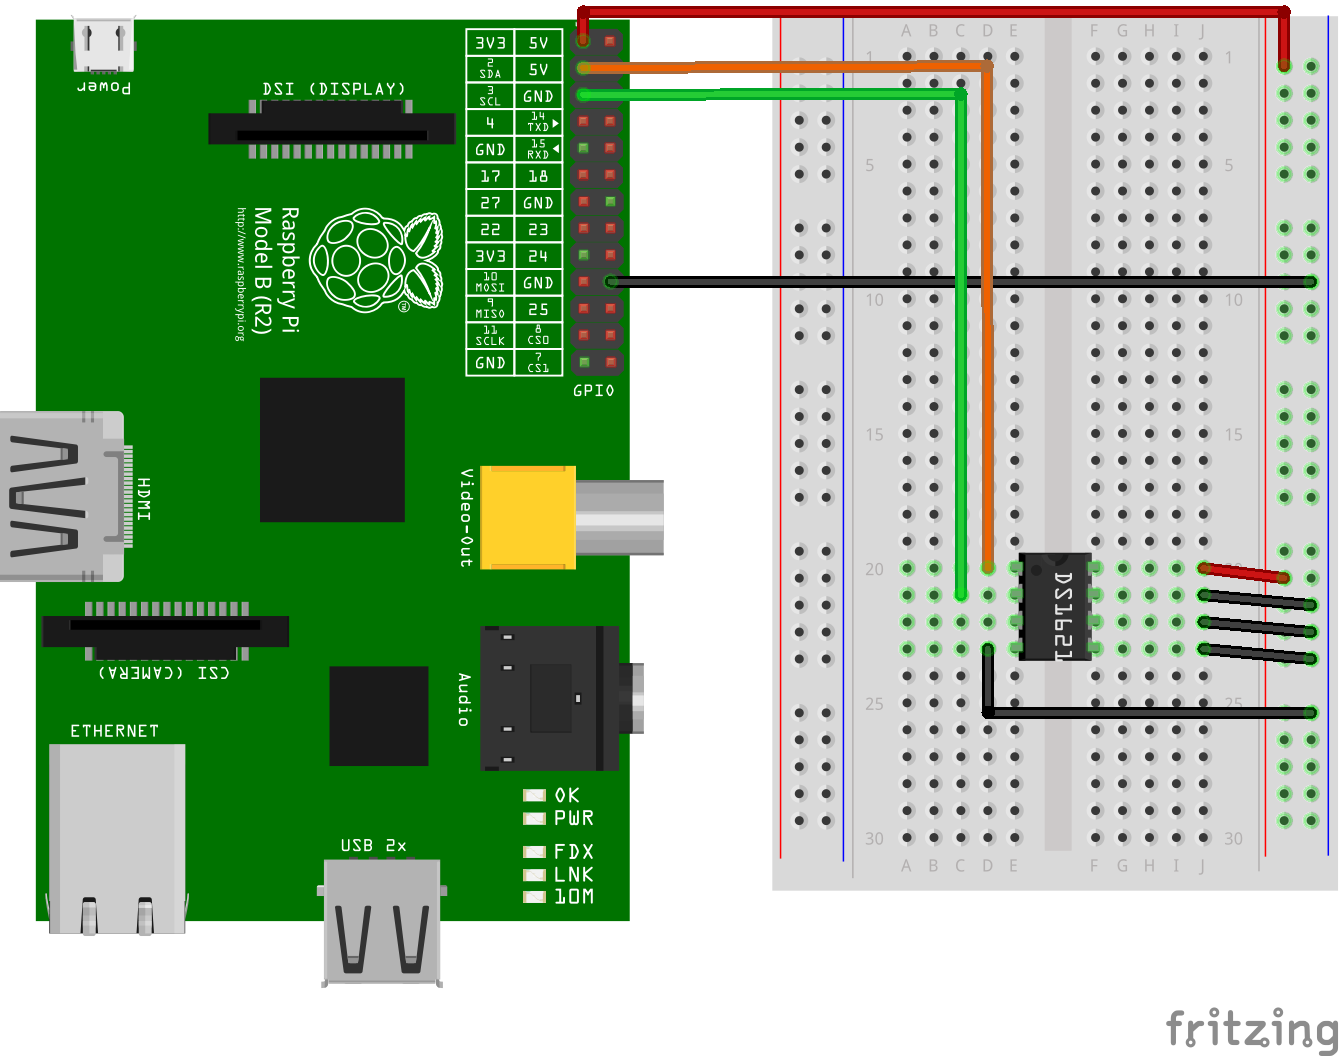 Power
DSI (DISPLAY)
3V3 5V
2 SDA 5V
3 SCL GND
4 14 TXD
GND 15 RXD
17 18
27 GND
22 23
3V3 24
10 MOSI GND
9 MISO 25
11 SCLK 8 CS0
GND 7 CS1
GPIO
Raspberry Pi
Model B (R2)
http://www.raspberrypi.org
HDMI
Video-Out
CSI (CAMERA)
Audio
ETHERNET
USB 2x
OK
PWR
FDX
LNK
10M
A B C D E F G H I J
1 1
5 5
10 10
15 15
20
25 25
30 30
A B C D E F G H I J
fritzing